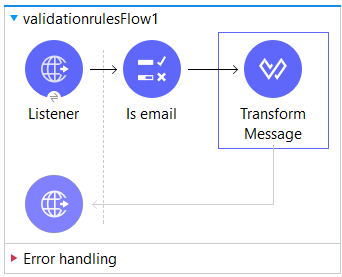 validationrulesFlow1
Listener
Is email
Transform
Message
Error handling